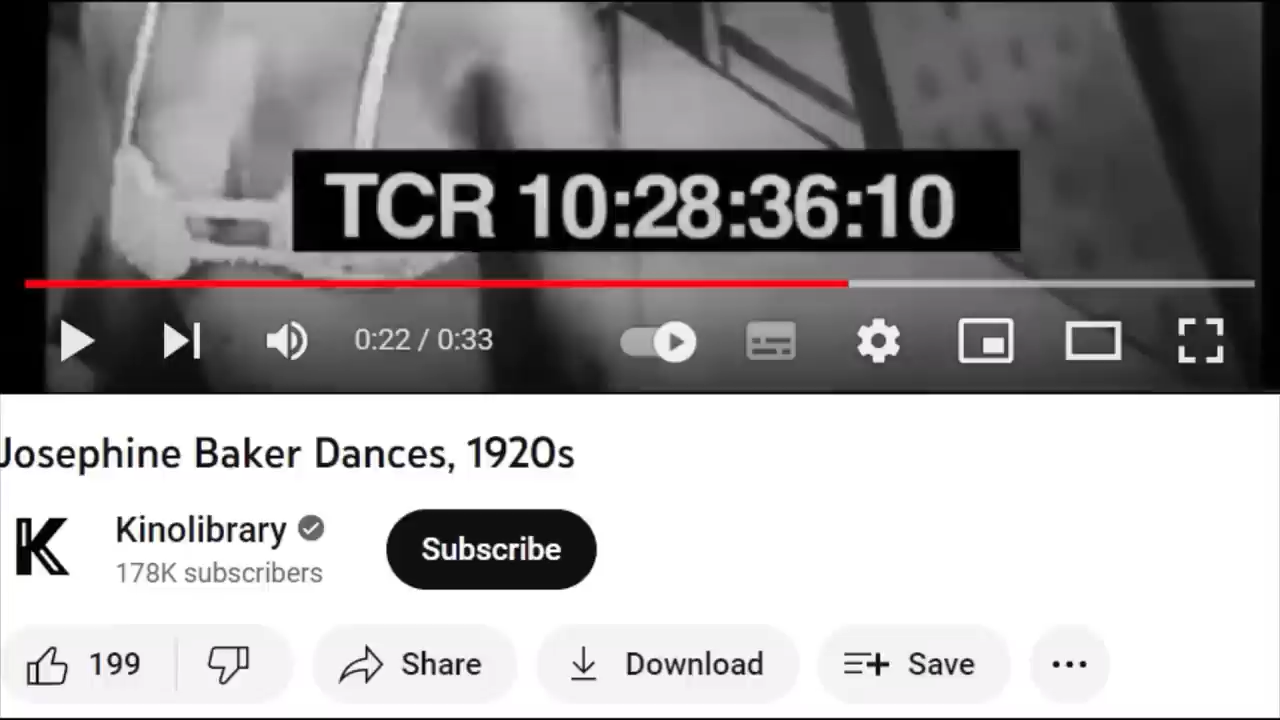 TCR 10:28:36:10
0:22 / 0:33
Josephine Baker Dances, 1920s
Kinolibrary
Subscribe
178K subscribers
199 Share Download Save